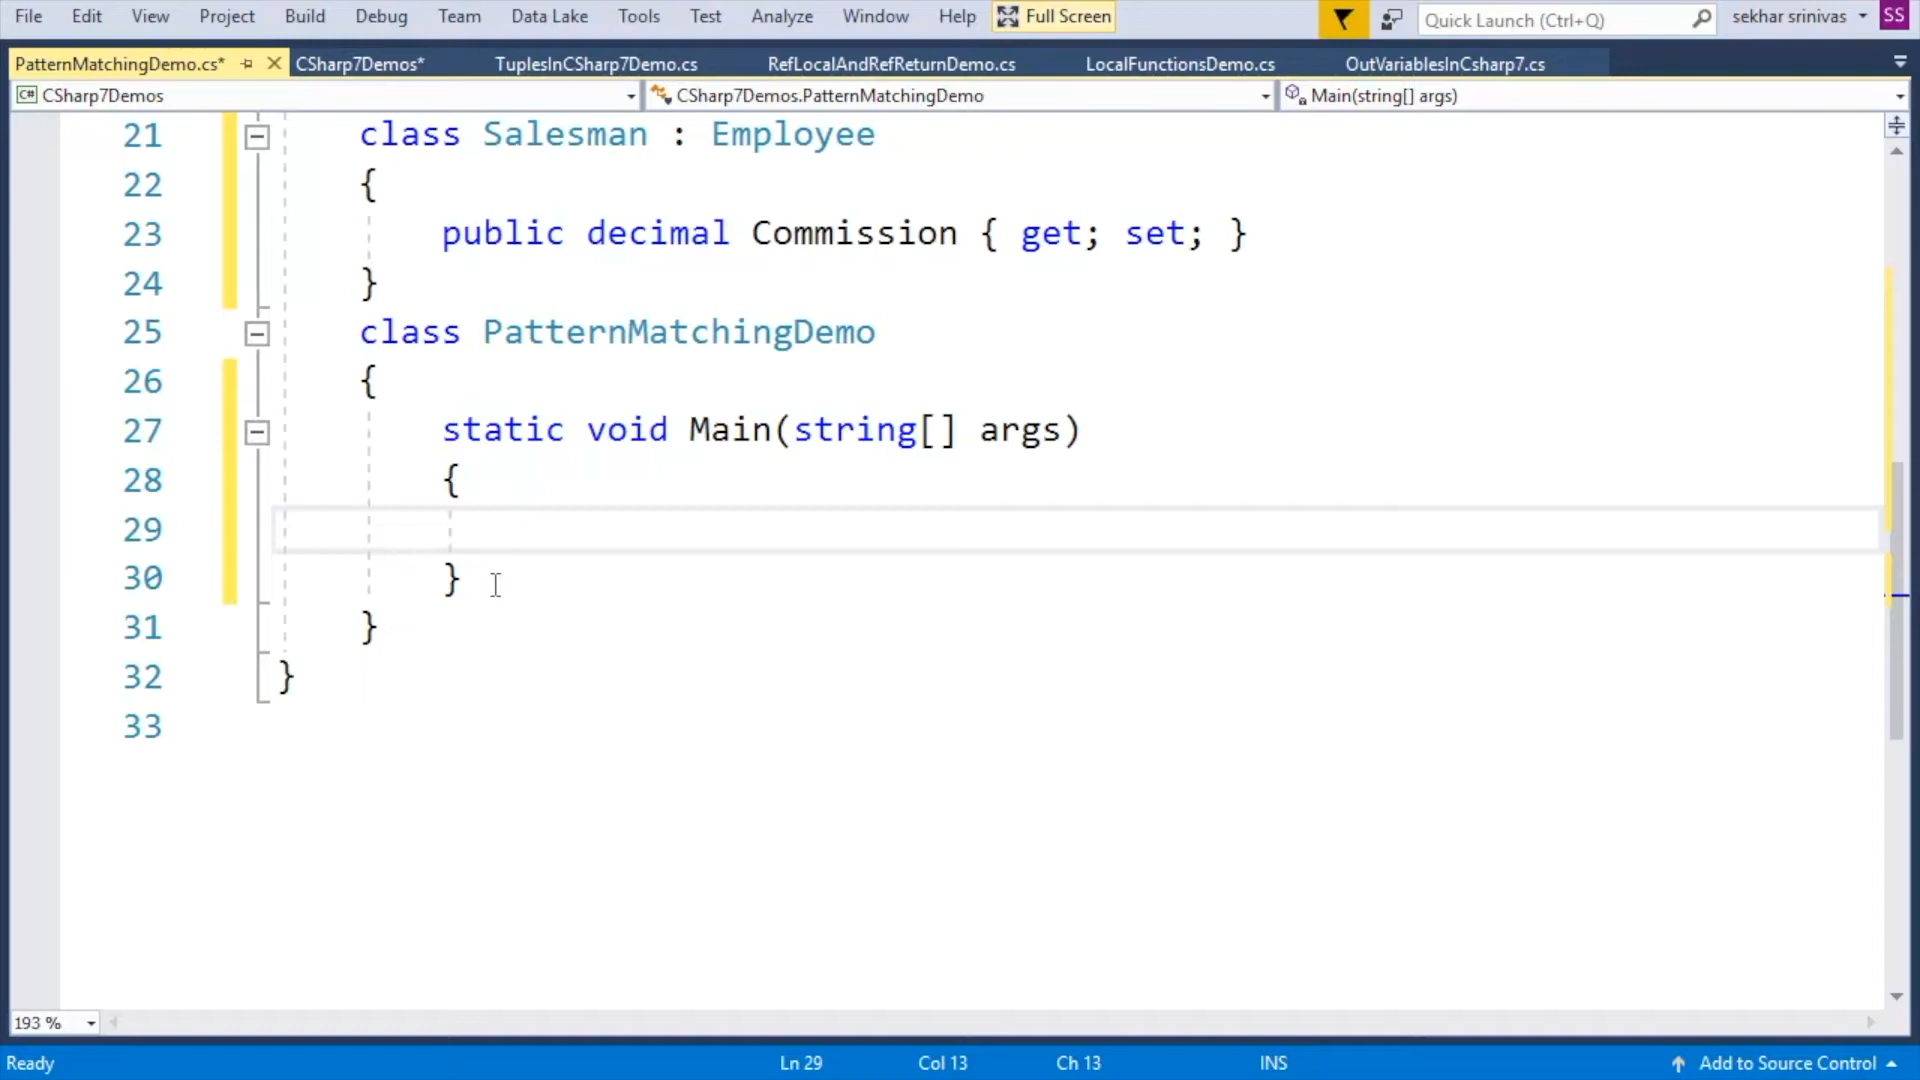 File Edit View Project Build Debug Team Data Lake Tools Test Analyze Window Help Full Screen Quick Launch (Ctrl+Q) sekhar srinivas SS
PatternMatchingDemo.cs* CSharp7Demos* TuplesInCSharp7Demo.cs RefLocalAndRefReturnDemo.cs LocalFunctionsDemo.cs OutVariablesInCsharp7.cs
C# CSharp7Demos CSharp7Demos.PatternMatchingDemo Main(string[] args)
21 class Salesman : Employee
22 {
23 public decimal Commission { get; set; }
24 }
25 class PatternMatchingDemo
26 {
27 static void Main(string[] args)
28 {
29
30 }
31 }
32 }
33
193 %
Ready Ln 29 Col 13 Ch 13 INS Add to Source Control